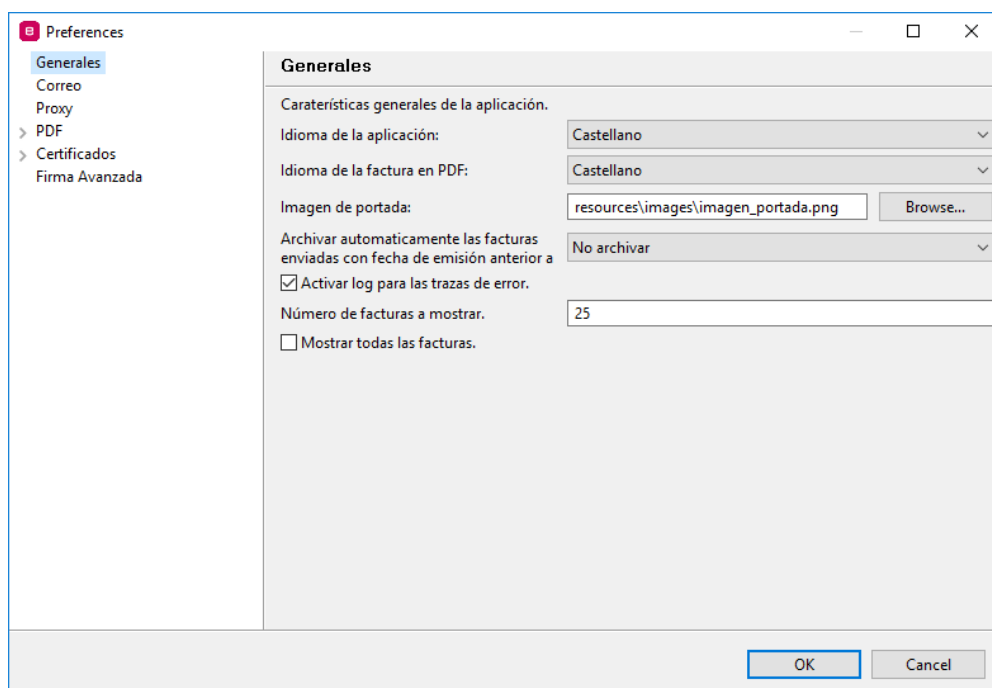 Preferences
Generales
Correo
Proxy
PDF
Certificados
Firma Avanzada
Generales
Caraterísticas generales de la aplicación.
Idioma de la aplicación: Castellano
Idioma de la factura en PDF: Castellano
Imagen de portada: resources\images\imagen_portada.png Browse...
Archivar automaticamente las facturas
enviadas con fecha de emisión anterior a No archivar
Activar log para las trazas de error.
Número de facturas a mostrar. 25
Mostrar todas las facturas.
OK Cancel